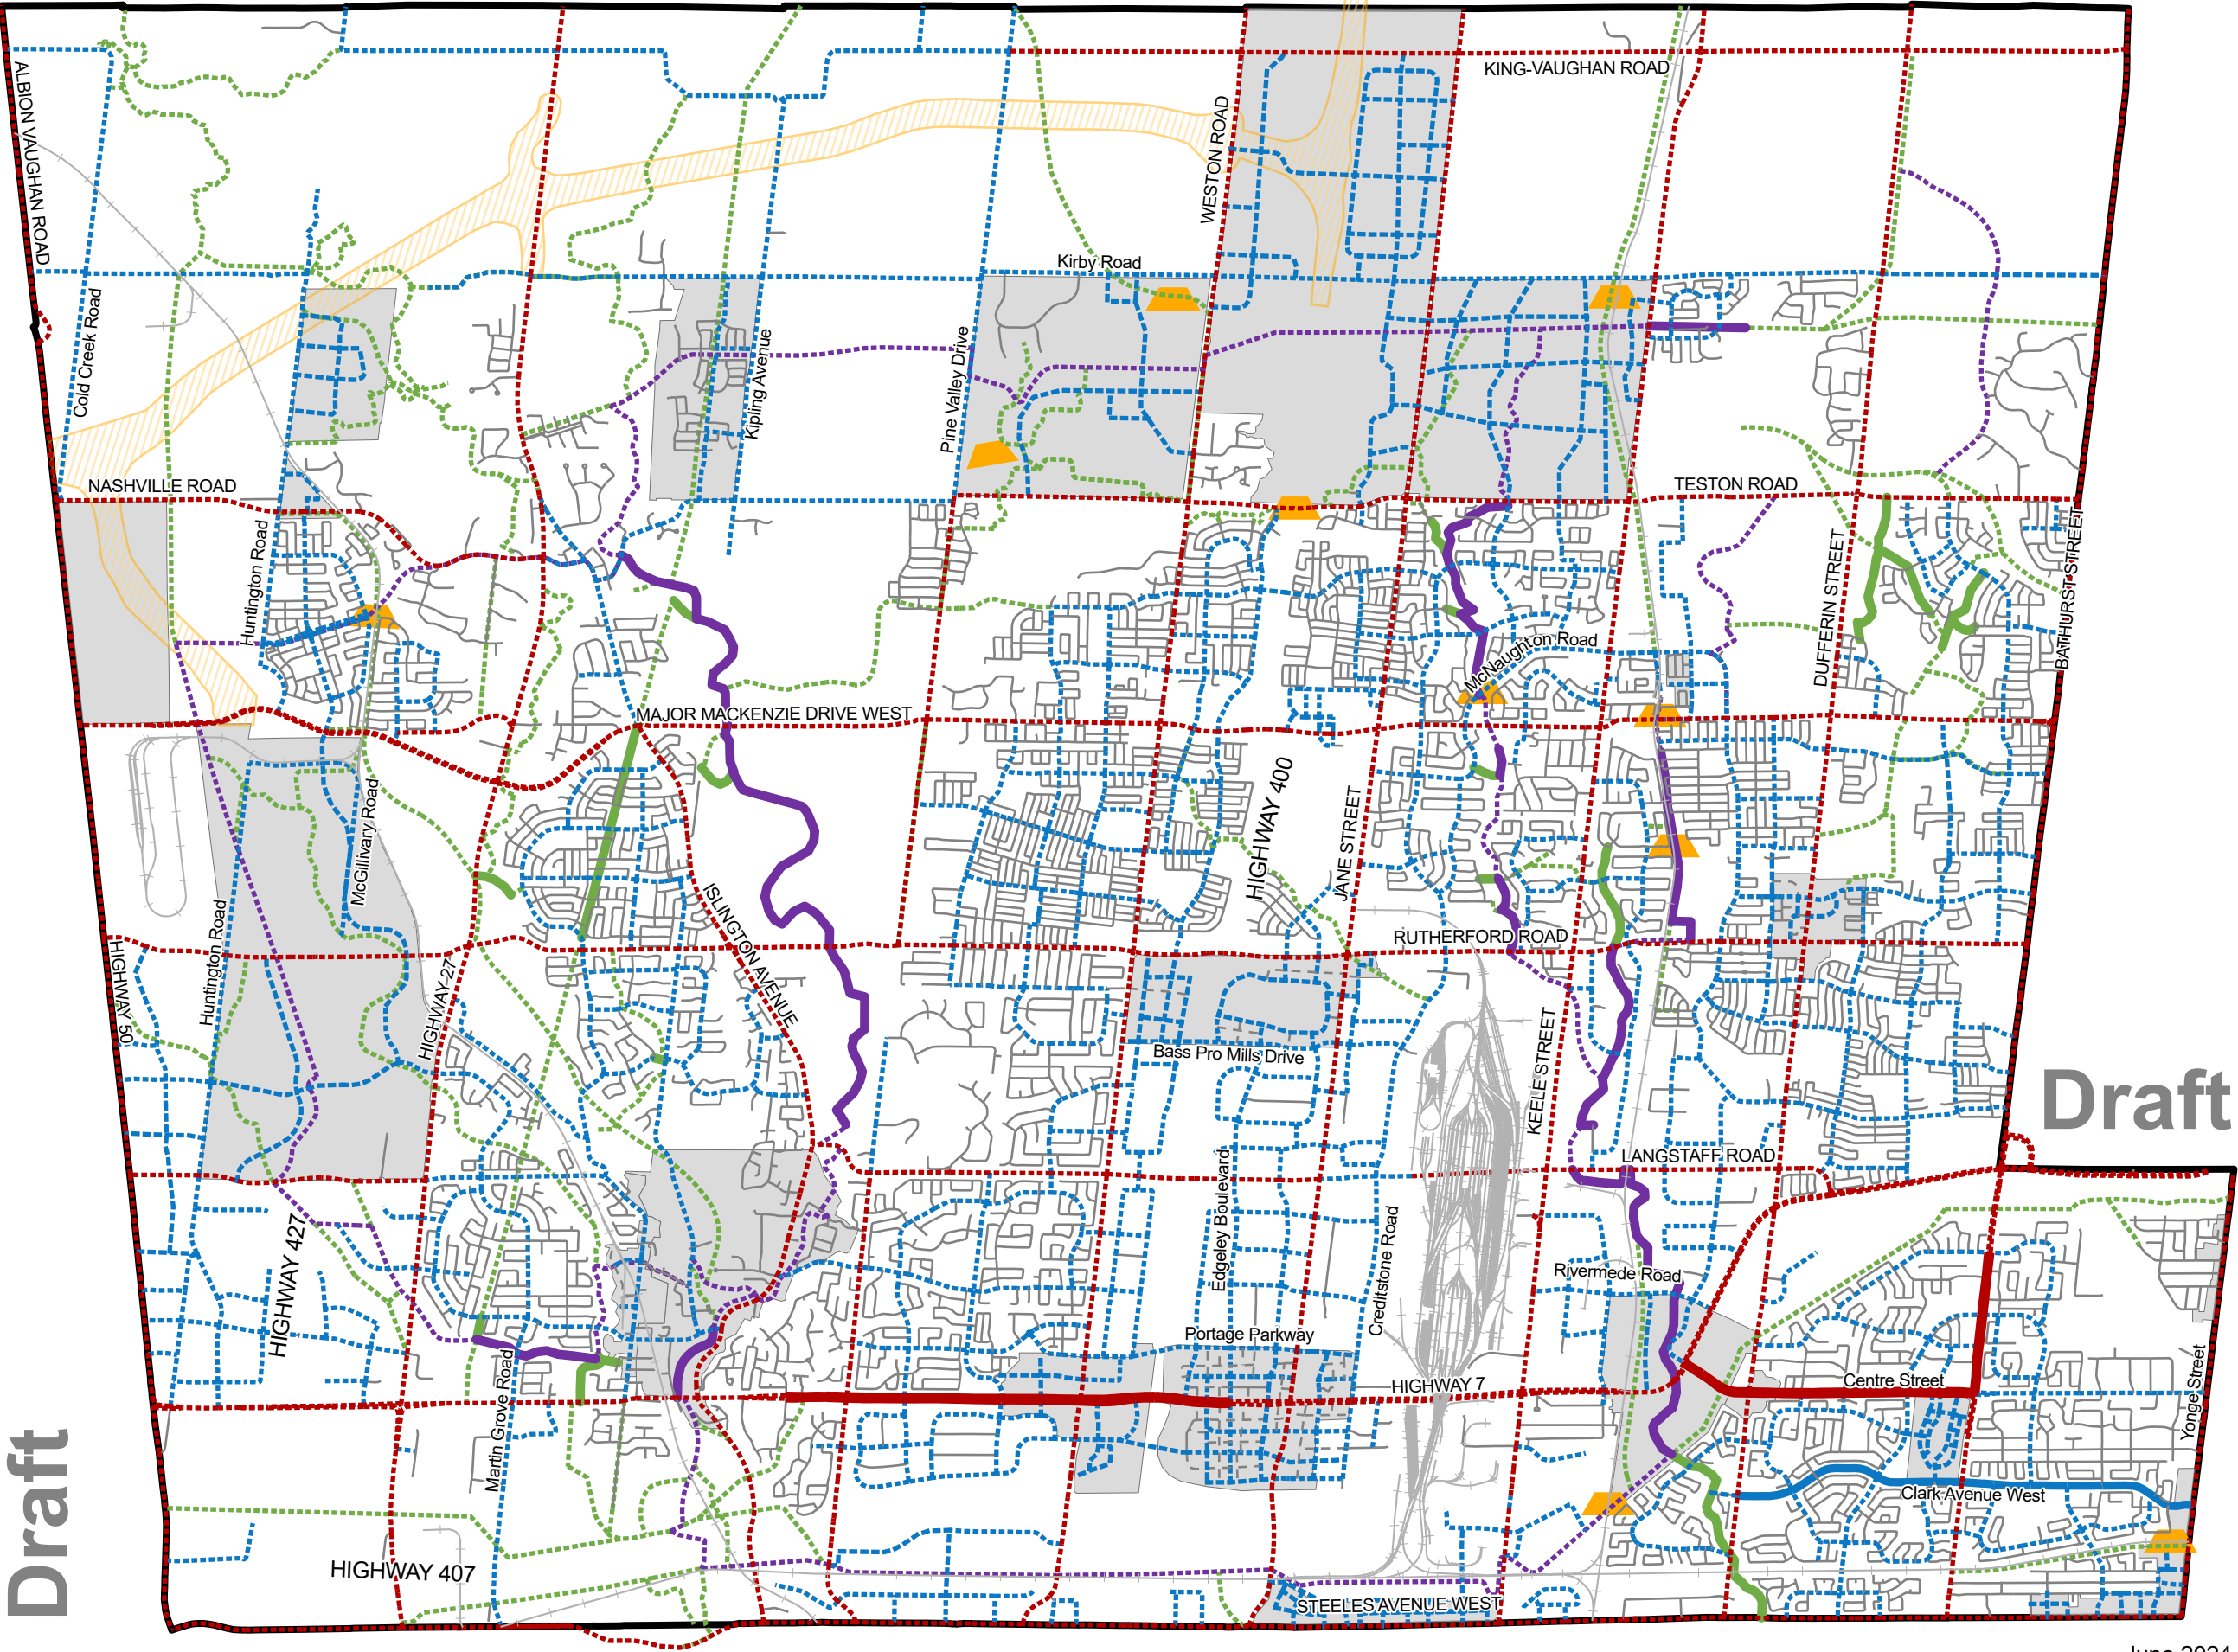 KING-VAUGHAN ROAD
ALBION VAUGHAN ROAD
WESTON ROAD
Kirby Road
Cold Creek Road
Kipling Avenue
Pine Valley Drive
NASHVILLE ROAD
TESTON ROAD
Huntington Road
DUFFERIN STREET
BATHURST STREET
McNaughton Road
MAJOR MACKENZIE DRIVE WEST
HIGHWAY 400
JANE STREET
McGillivary Road
ISLINGTON AVENUE
Huntington Road
HIGHWAY 50
HIGHWAY 27
RUTHERFORD ROAD
Bass Pro Mills Drive
KEELE STREET
Draft
LANGSTAFF ROAD
Edgeley Boulevard
Creditstone Road
HIGHWAY 427
Rivermede Road
Portage Parkway
Martin Grove Road
HIGHWAY 7
Centre Street
Yonge Street
Clark Avenue West
Draft
HIGHWAY 407
STEELES AVENUE WEST
June 2024